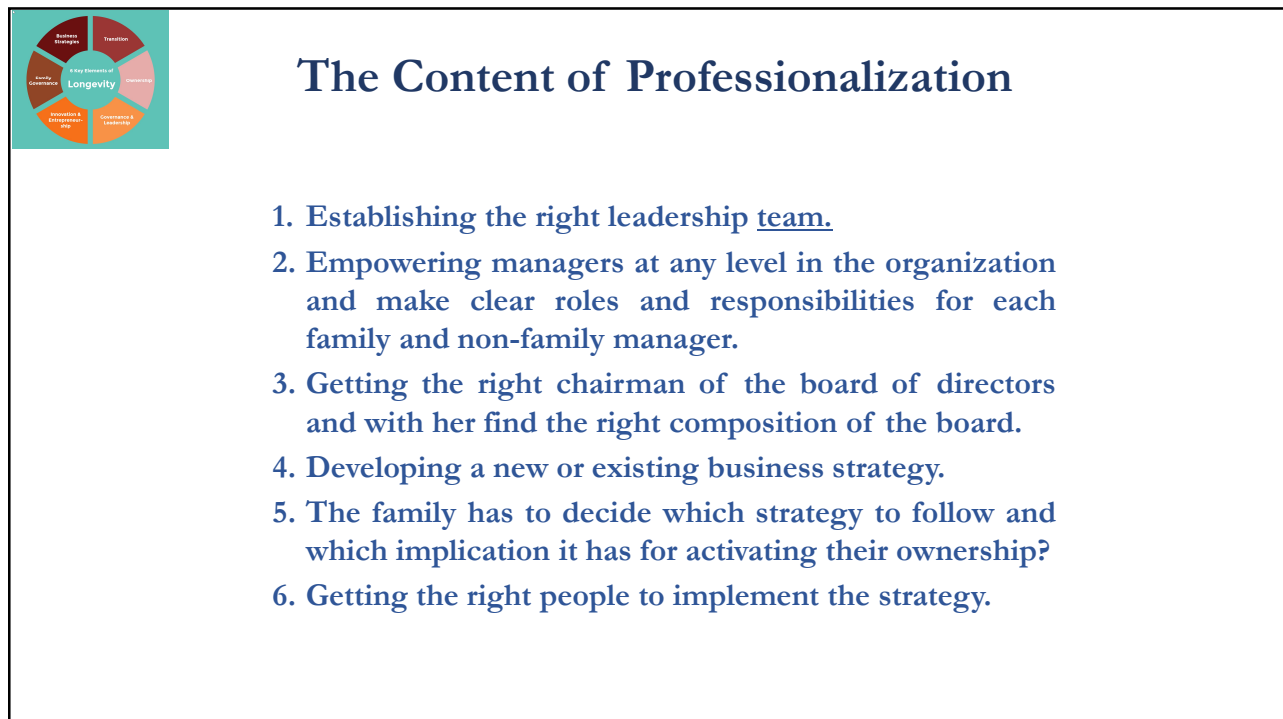 Business
Strategies
Transition
Family
Governance
6 Key Elements of
Longevity
Ownership
Innovation &
Entrepreneur-
ship
Governance &
Leadership
The Content of Professionalization
1. Establishing the right leadership team.
2. Empowering managers at any level in the organization
and make clear roles and responsibilities for each
family and non-family manager.
3. Getting the right chairman of the board of directors
and with her find the right composition of the board.
4. Developing a new or existing business strategy.
5. The family has to decide which strategy to follow and
which implication it has for activating their ownership?
6. Getting the right people to implement the strategy.